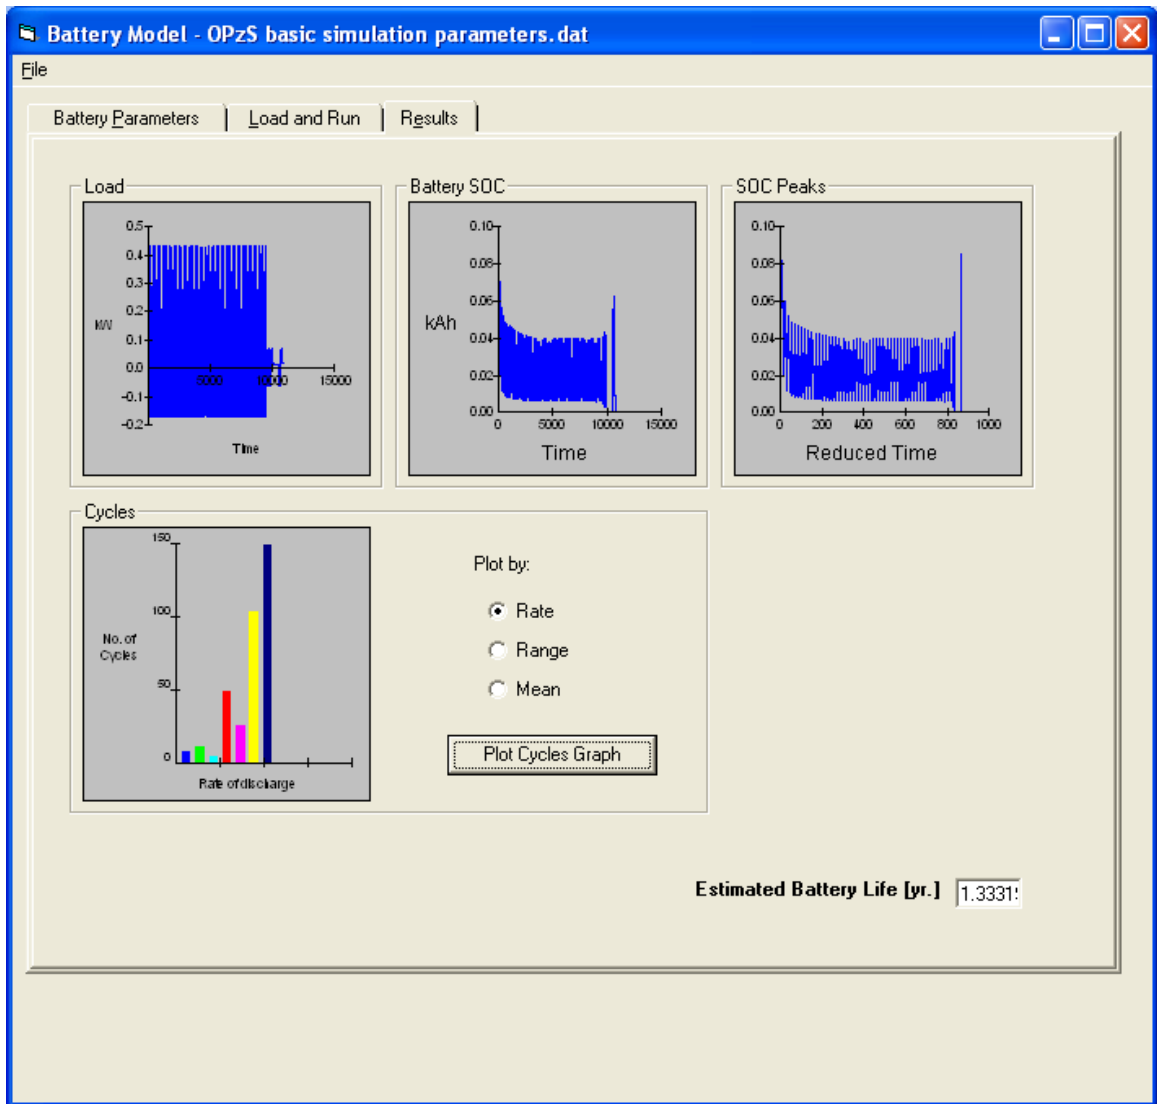 Battery Model - OPzS basic simulation parameters.dat
File
Battery Parameters Load and Run Results
Load
0.5
0.4
0.3
kW
0.2
0.1
0.0
5000 10000 15000
-0.1
-0.2
Time
Battery SOC
0.10
0.08
0.06
kAh
0.04
0.02
0.00
0 5000 10000 15000
Time
SOC Peaks
0.10
0.08
0.06
0.04
0.02
0.00
0 200 400 600 800 1000
Reduced Time
Cycles
150
100
No. of
Cycles
50
0
Rate of discharge
Plot by:
Rate
Range
Mean
Plot Cycles Graph
Estimated Battery Life [yr.] 1.3331